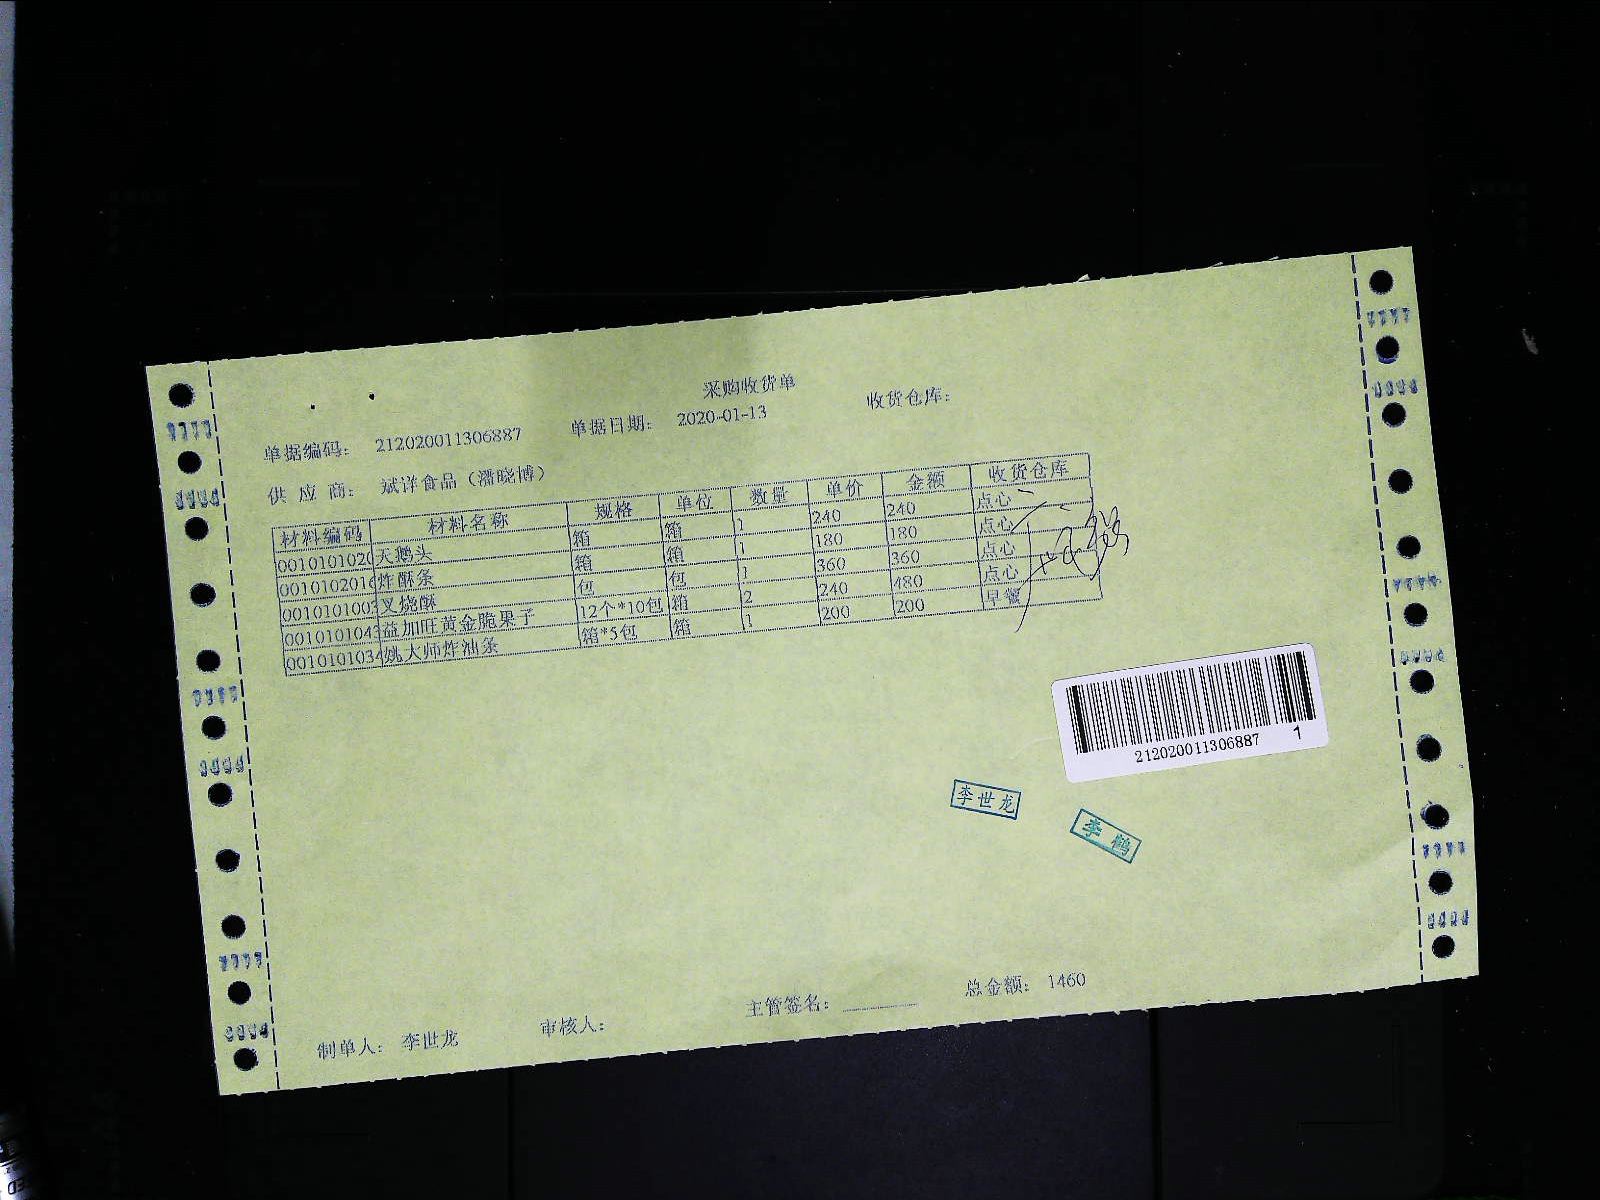 采购收货单
单据编码: 212020011306887 单据日期: 2020-01-13 收货仓库:
供 应 商: 斌洋食品（潘晓博）
材料编码 材料名称 规格 单位 数量 单价 金额 收货仓库
0010101020 天鹅头 箱 箱 1 240 240 点心
0010102016 炸酥条 箱 箱 1 180 180 点心
0010101003 叉烧酥 包 包 1 360 360 点心
001010104 益加旺黄金脆果子 12个*10包 箱 2 240 480 点心
001010103 姚大师炸油条 箱*5包 箱 1 200 200 早餐
212020011306887 1
李世龙
李鹤
制单人: 李世龙 审核人: 主管签名: 总金额: 1460